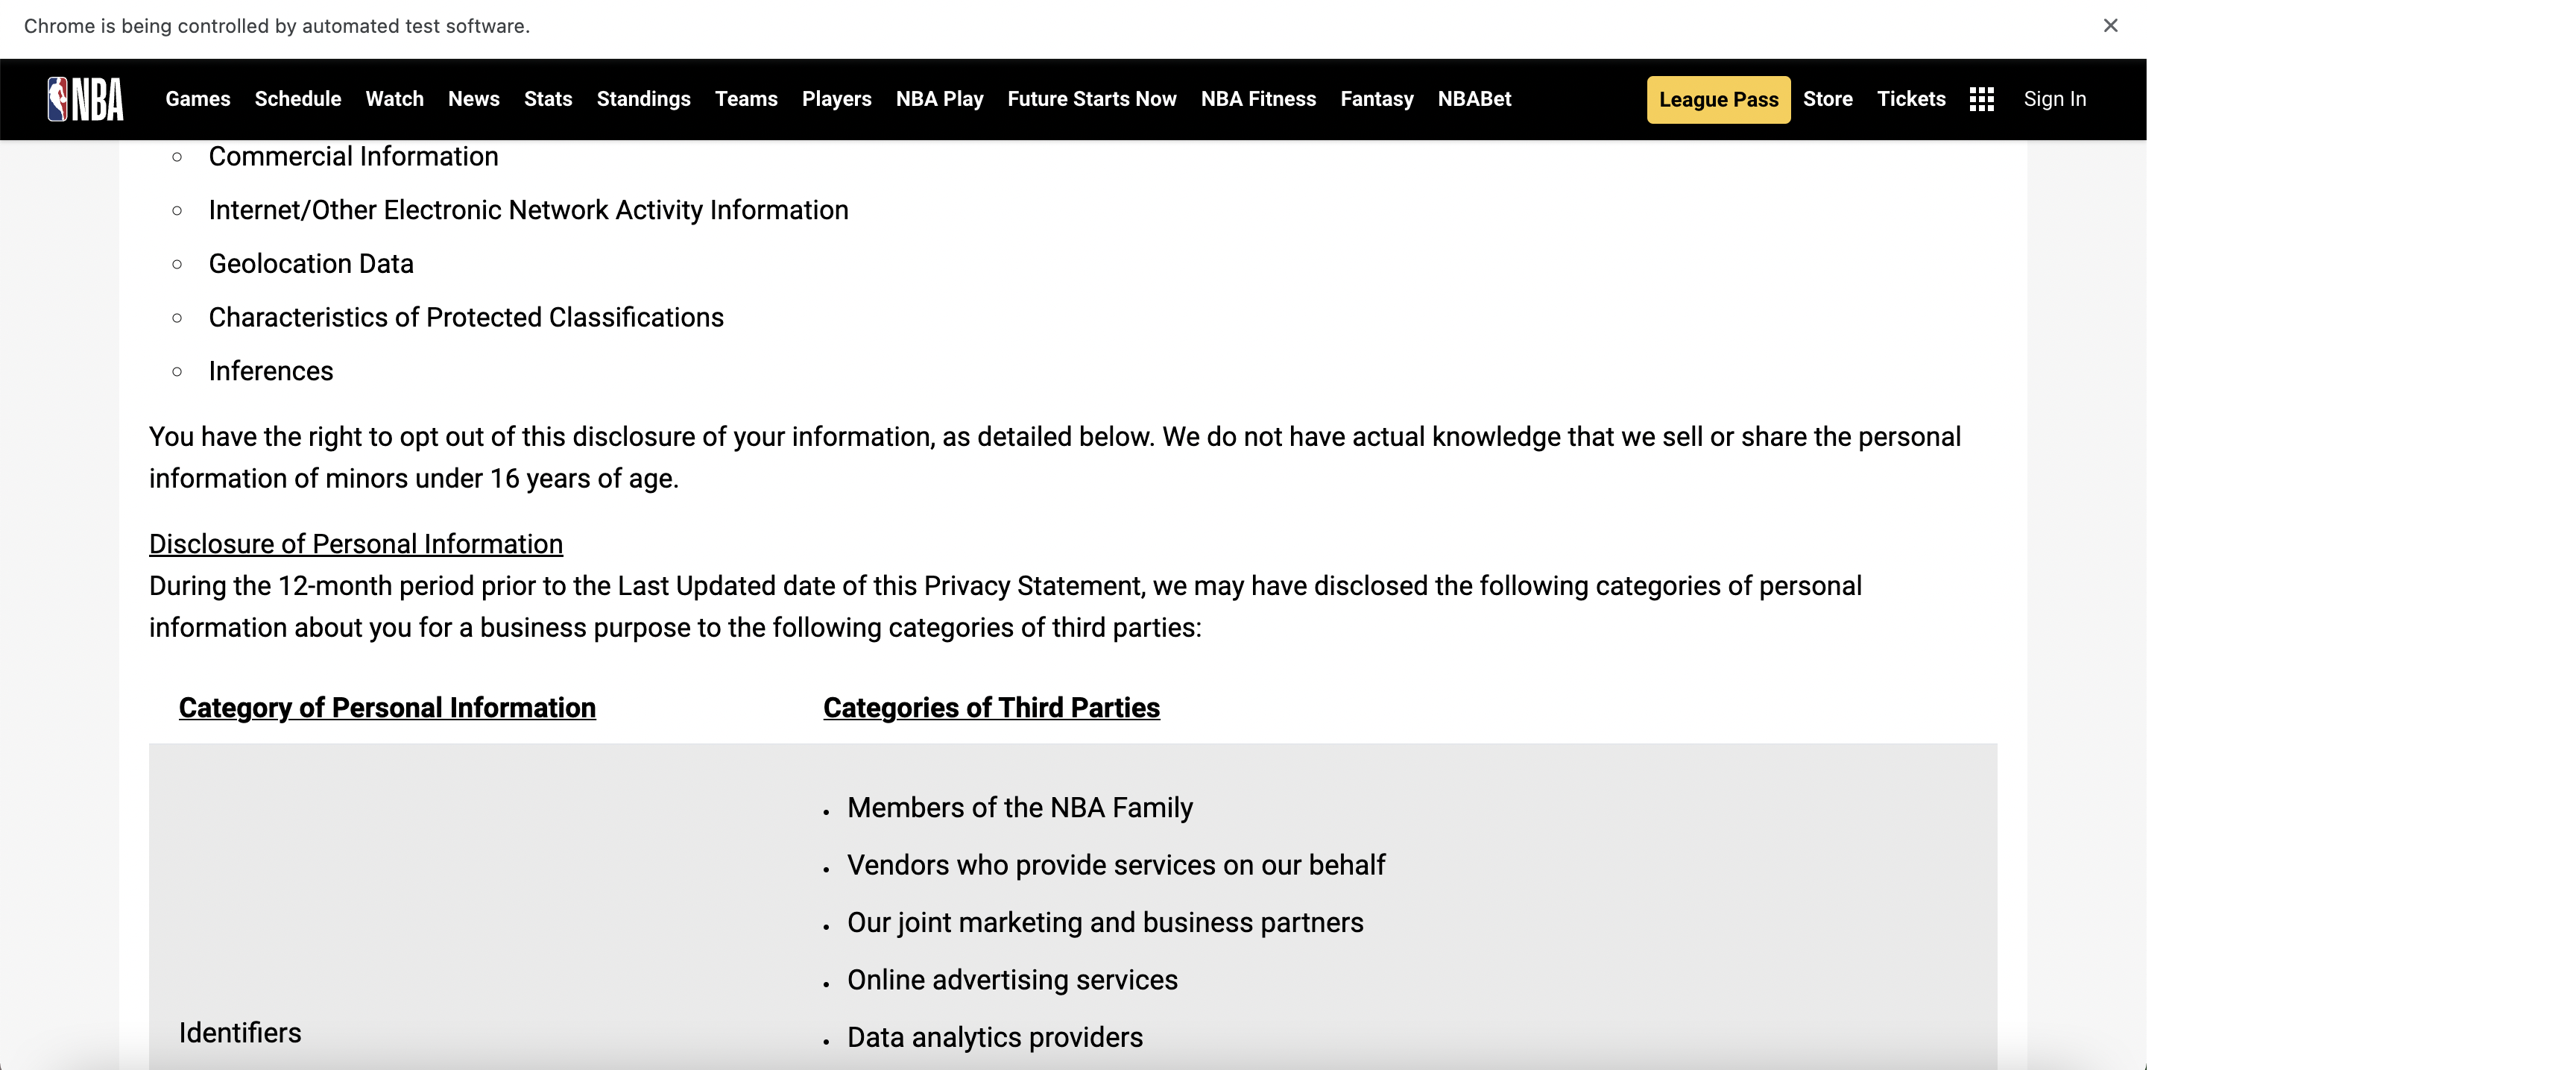 Chrome is being controlled by automated test software.
NBA Games Schedule Watch News Stats Standings Teams Players NBA Play Future Starts Now NBA Fitness Fantasy NBABet League Pass Store Tickets Sign In
Commercial Information
Internet/Other Electronic Network Activity Information
Geolocation Data
Characteristics of Protected Classifications
Inferences
You have the right to opt out of this disclosure of your information, as detailed below. We do not have actual knowledge that we sell or share the personal
information of minors under 16 years of age.
Disclosure of Personal Information
During the 12-month period prior to the Last Updated date of this Privacy Statement, we may have disclosed the following categories of personal
information about you for a business purpose to the following categories of third parties:
Category of Personal Information Categories of Third Parties
Members of the NBA Family
Vendors who provide services on our behalf
Our joint marketing and business partners
Online advertising services
Identifiers
Data analytics providers